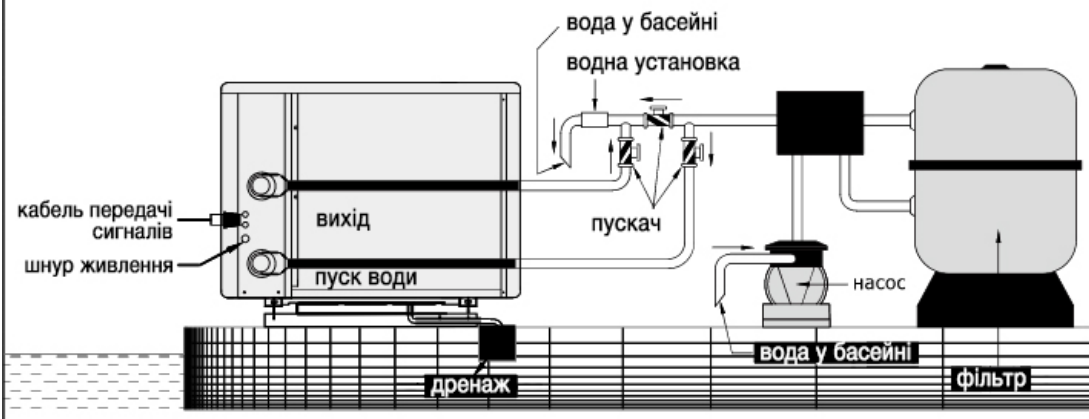 вода у басейні
водна установка
кабель передачі
сигналів
шнур живлення
вихід
пуск води
пускач
насос
вода у басейні
дренаж
фільтр